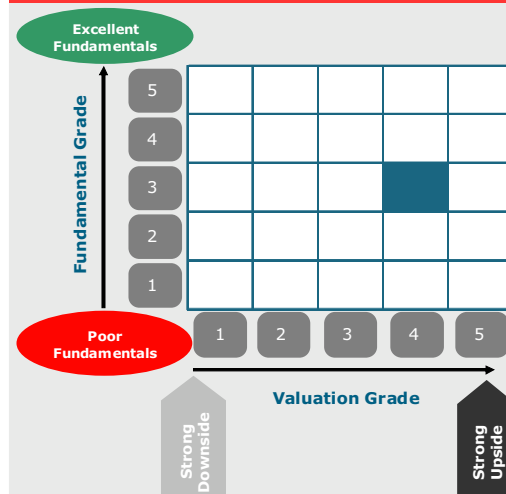 Excellent
Fundamentals
Fundamental Grade
5
4
3
2
1
Poor
Fundamentals
1
2
3
4
5
Valuation Grade
Strong
Downside
Strong
Upside